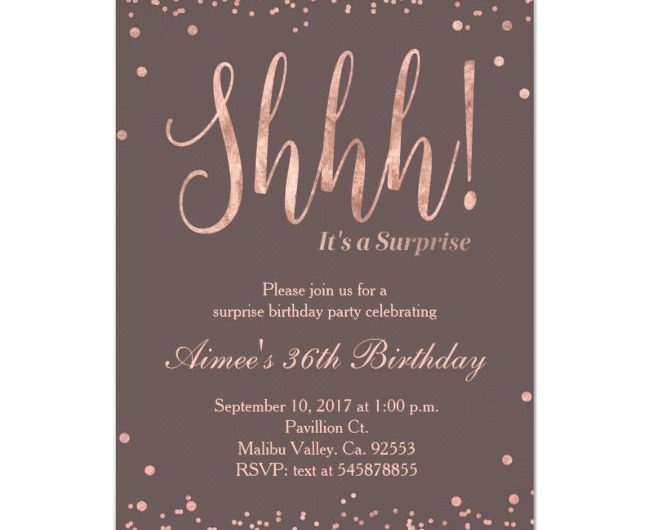 Shhh!
It's a Surprise
Please join us for a
surprise birthday party celebrating
Aimee's 36th Birthday
September 10, 2017 at 1:00 p.m.
Pavillion Ct.
Malibu Valley. Ca. 92553
RSVP: text at 545878855